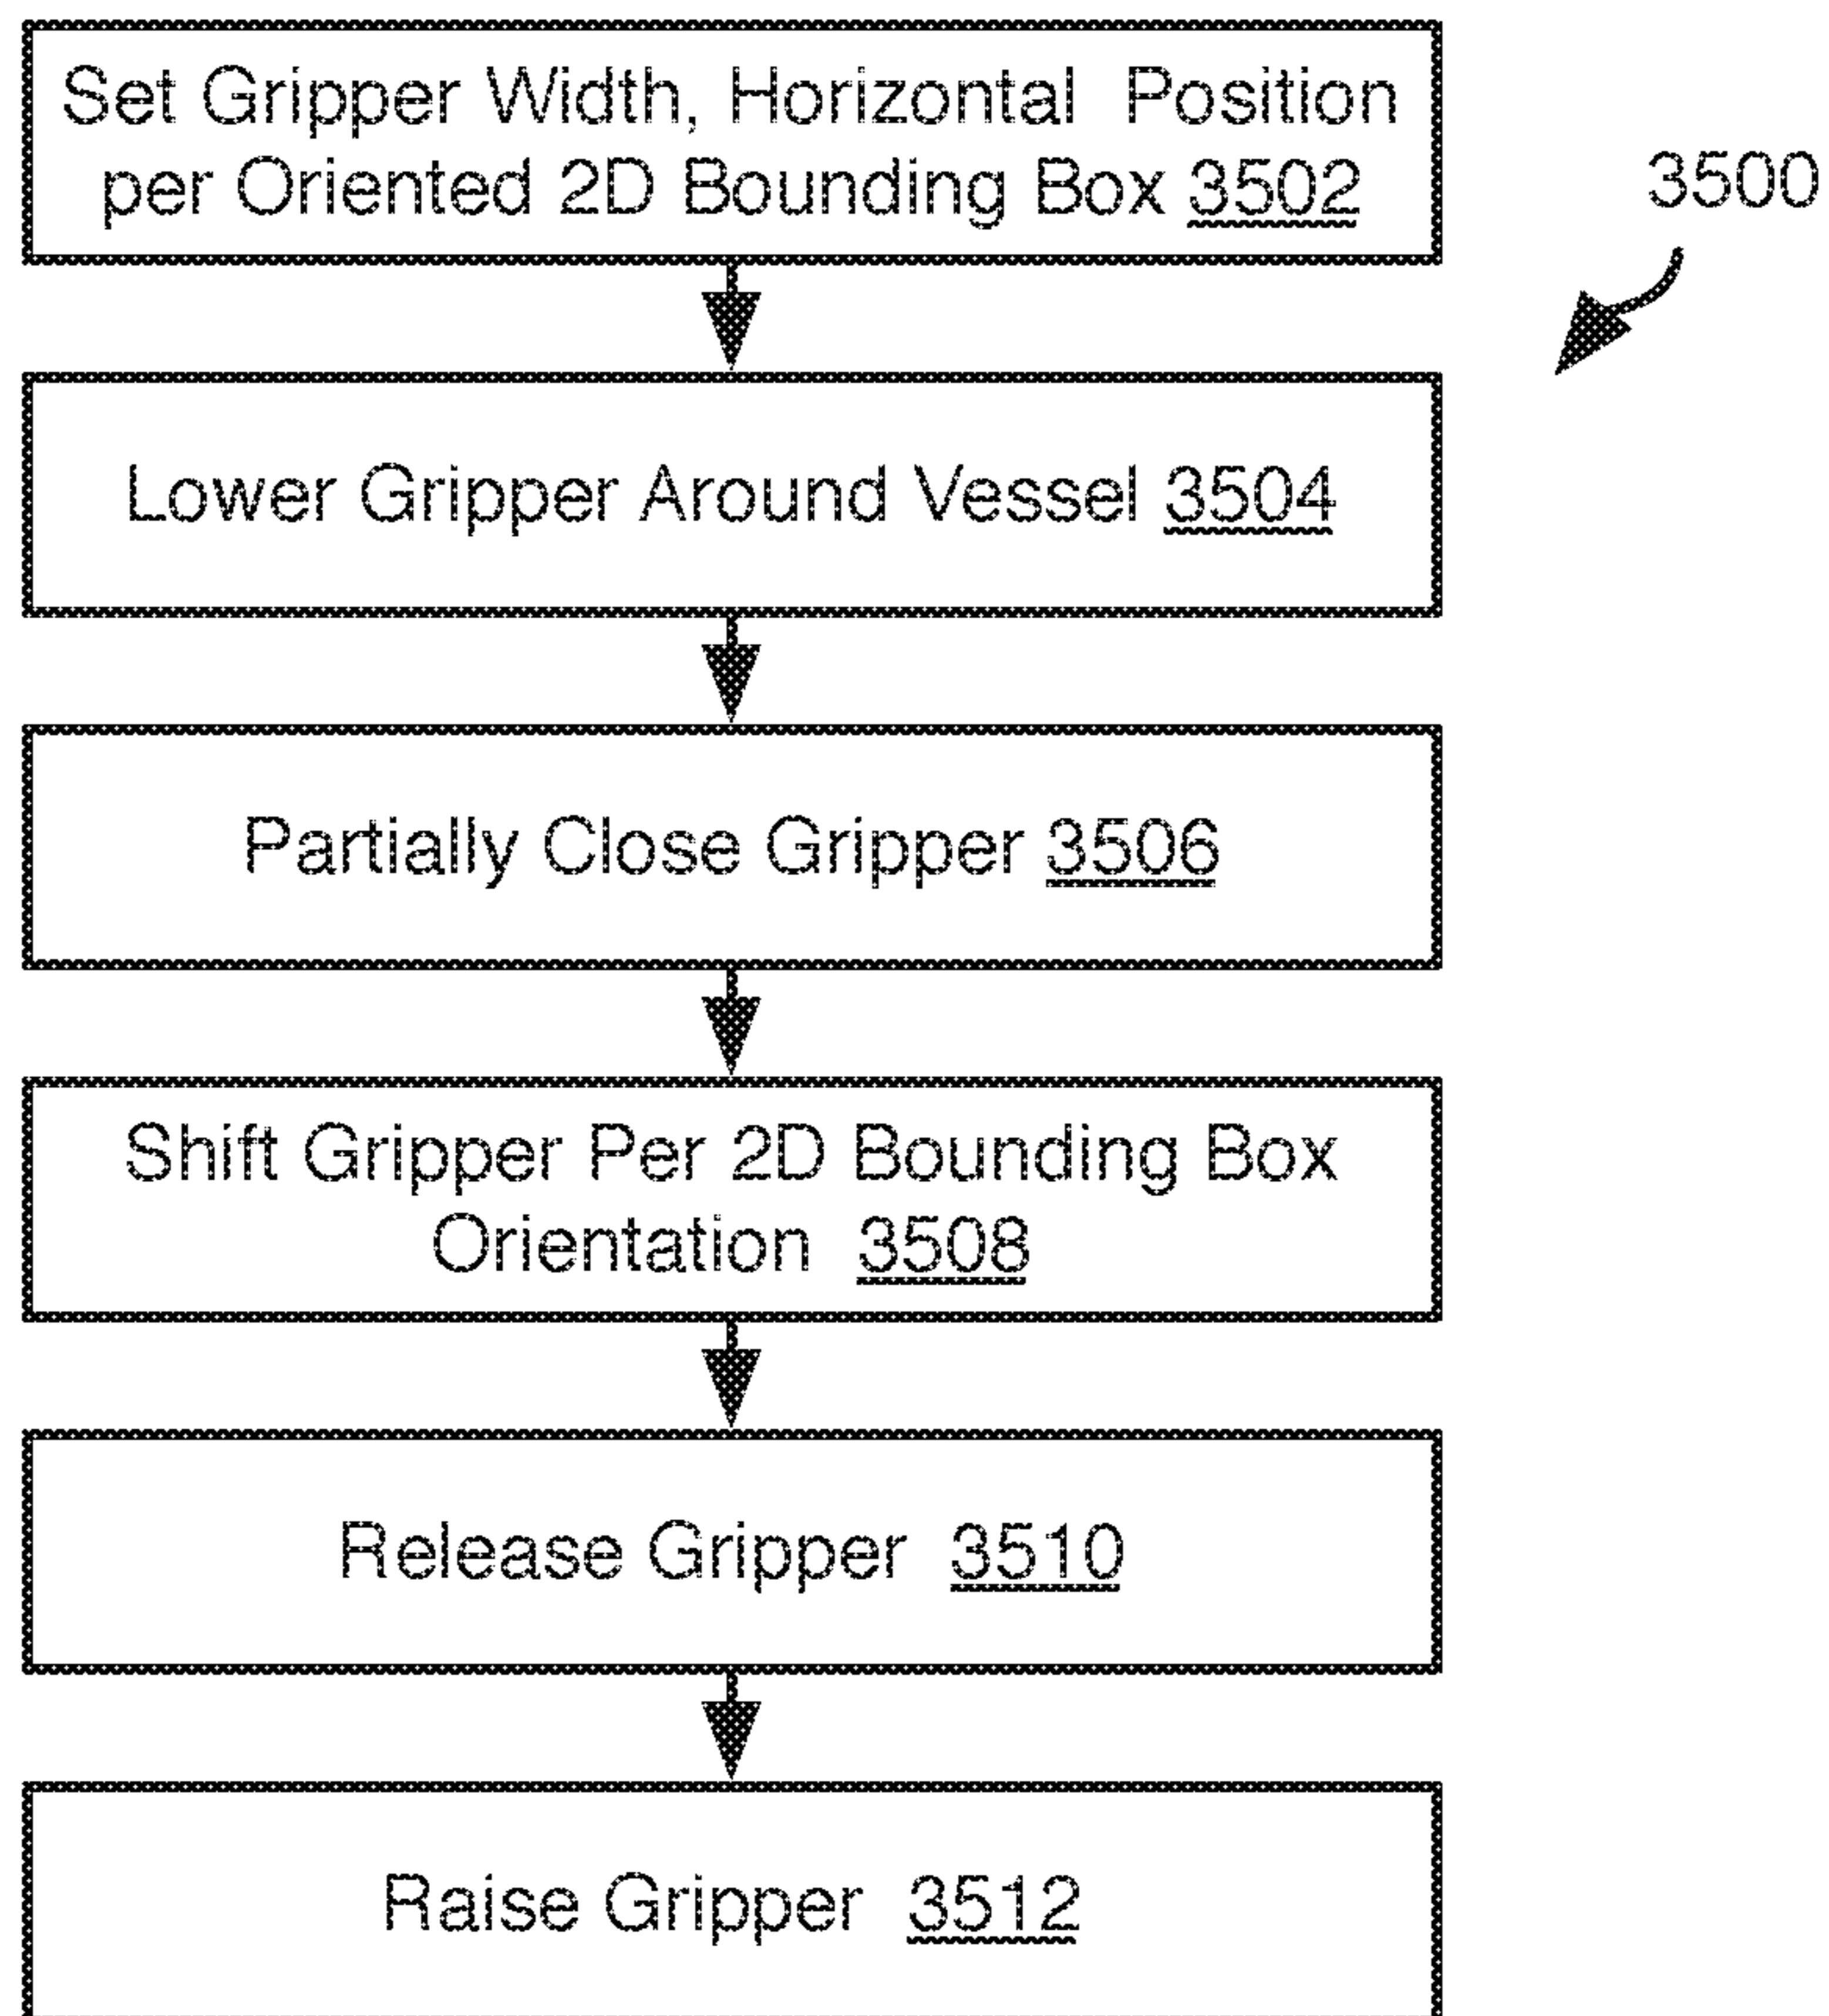 Set Gripper Width, Horizontal Position
per Oriented 2D Bounding Box 3502
3500
Lower Gripper Around Vessel 3504
Partially Close Gripper 3506
Shift Gripper Per 2D Bounding Box
Orientation 3508
Release Gripper 3510
Raise Gripper 3512